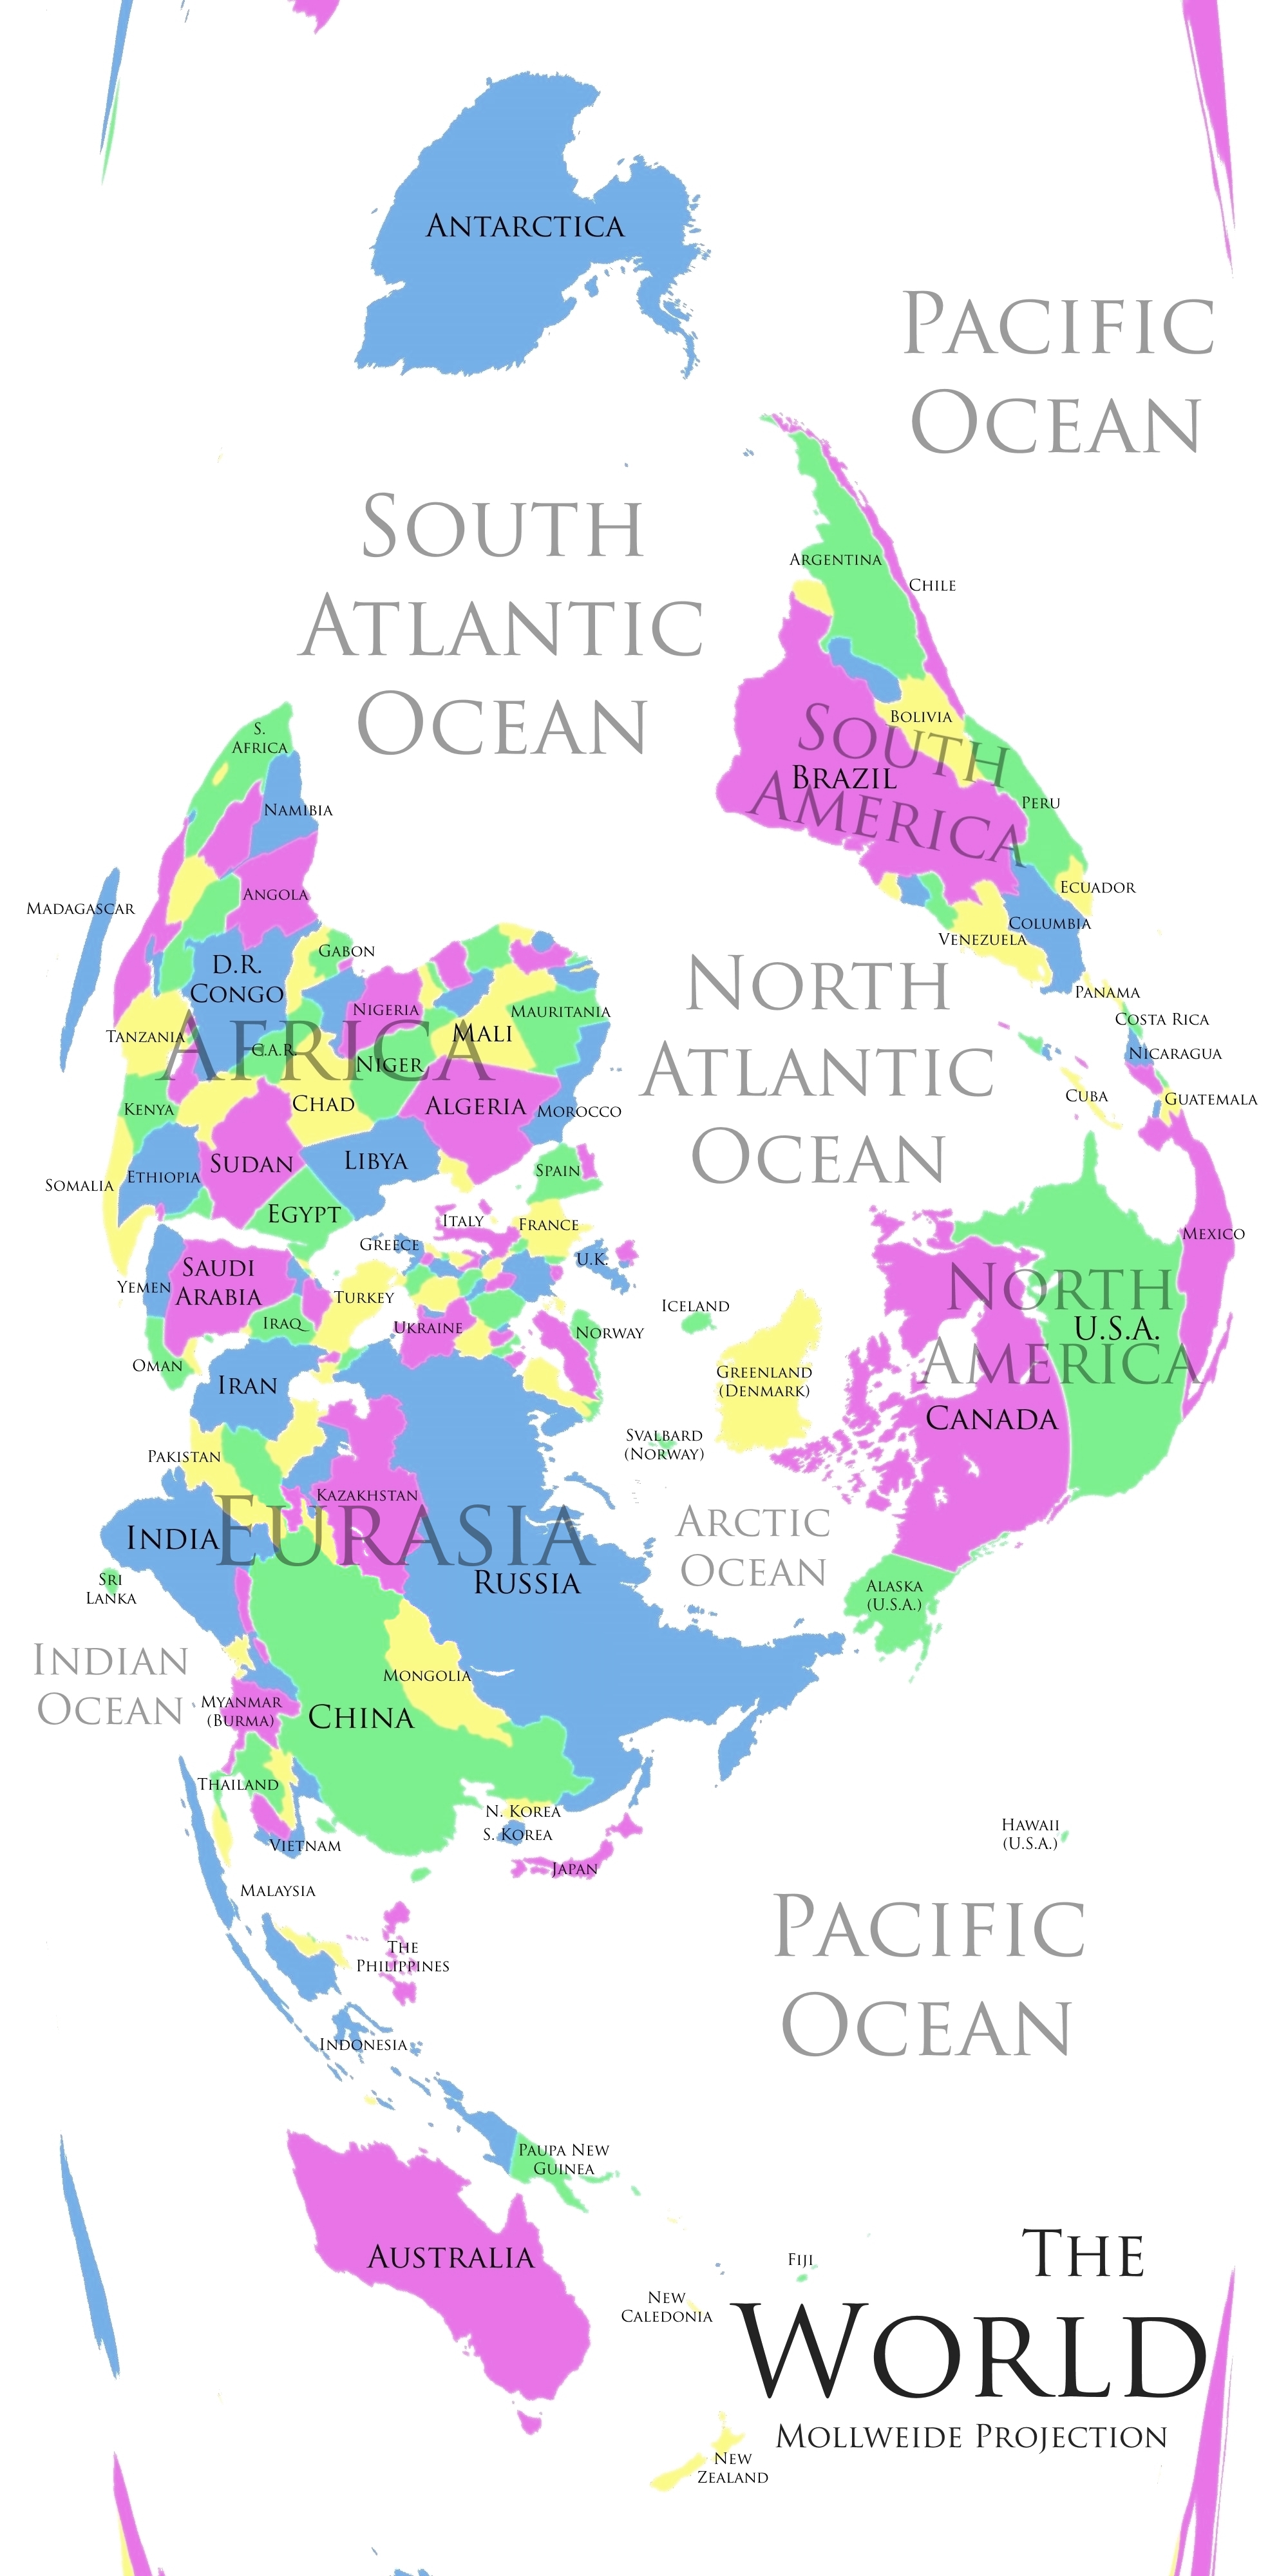 Antarctica
Pacific
Ocean
South
Atlantic
Ocean
Argentina
Chile
Bolivia
South
America
Brazil
Peru
Ecuador
Columbia
Venezuela
Panama
Costa Rica
Nicaragua
Guatemala
Cuba
Mexico
North
Atlantic
Ocean
S.
Africa
Namibia
Madagascar
Angola
Gabon
D.R.
Congo
Nigeria
Mauritania
Mali
Tanzania
Africa
C.A.R.
Niger
Kenya
Chad
Algeria
Morocco
Somalia
Ethiopia
Sudan
Libya
Egypt
Spain
Italy
France
Greece
U.K.
Yemen
Saudi
Arabia
Turkey
Iraq
Ukraine
Norway
Iceland
Oman
Iran
Greenland
(Denmark)
North
America
U.S.A.
Canada
Svalbard
(Norway)
Pakistan
Kazakhstan
Eurasia
India
Russia
Arctic
Ocean
Alaska
(U.S.A.)
Sri
Lanka
Indian
Ocean
Mongolia
Myanmar
(Burma)
China
Thailand
N. Korea
S. Korea
Japan
Vietnam
Malaysia
Hawaii
(U.S.A.)
The
Philippines
Pacific
Ocean
Indonesia
Paupa New
Guinea
Australia
Fiji
New
Caledonia
New
Zealand
The
World
Mollweide Projection